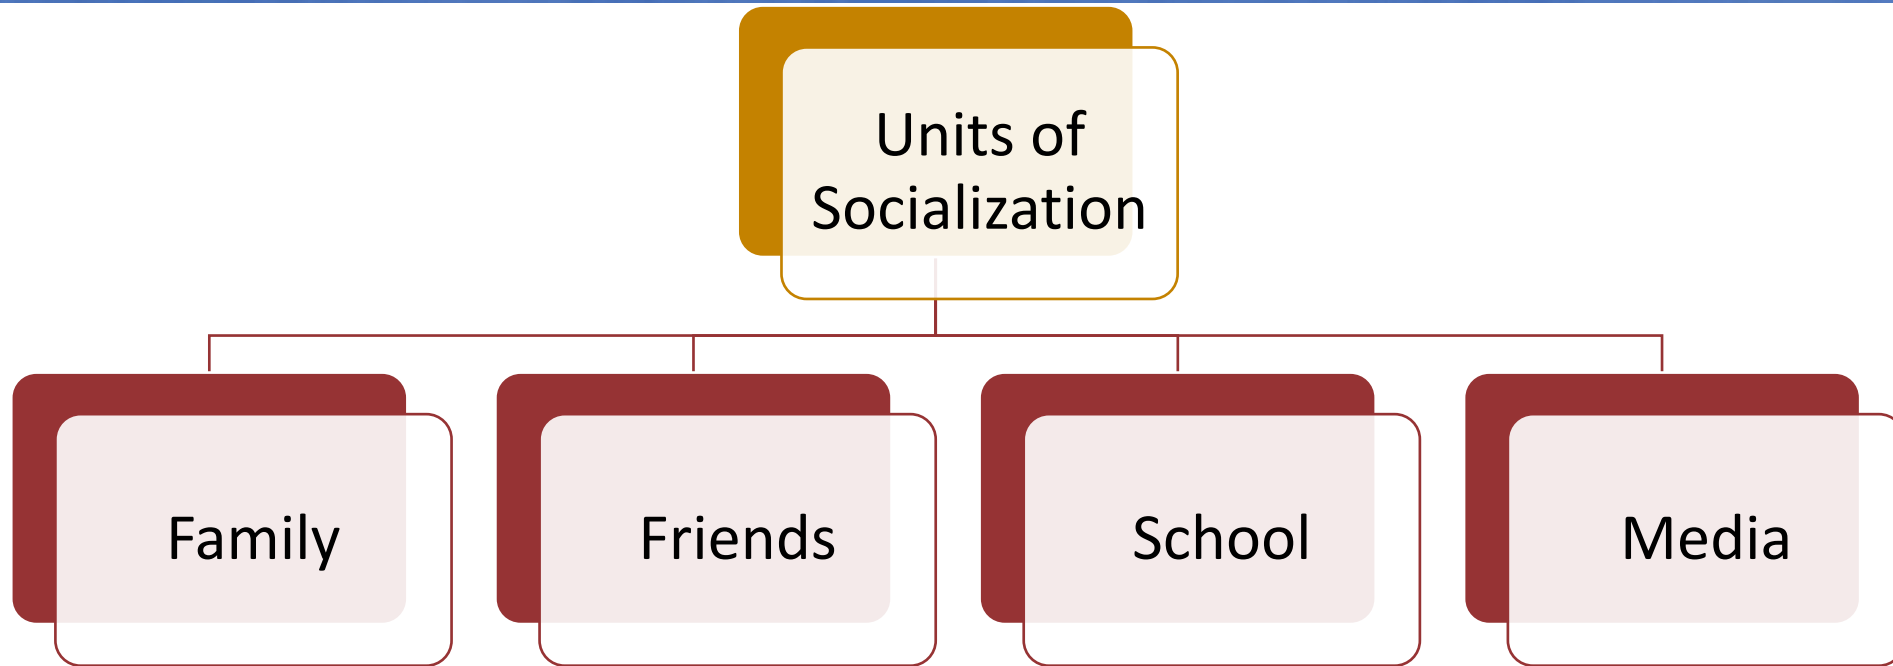 Units of
Socialization
Family
Friends
School
Media